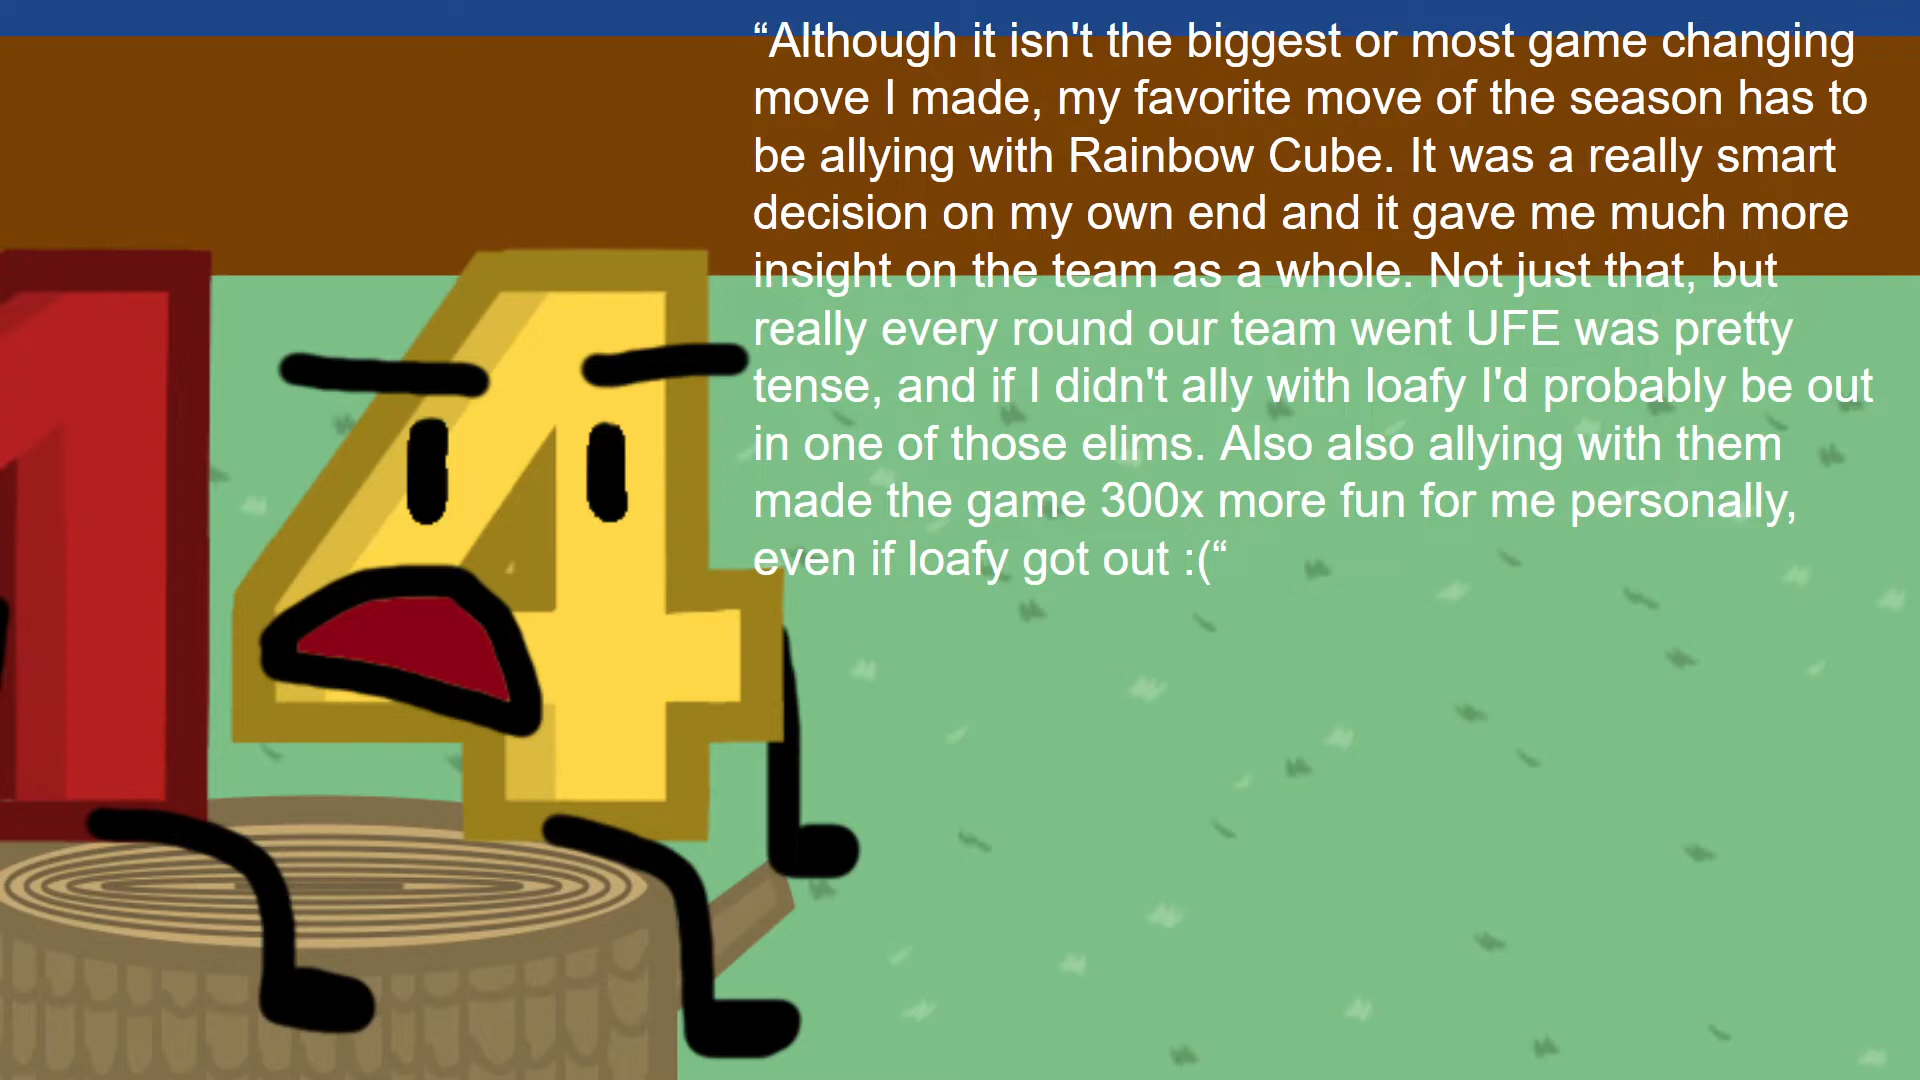 “Although it isn't the biggest or most game changing
move I made, my favorite move of the season has to
be allying with Rainbow Cube. It was a really smart
decision on my own end and it gave me much more
insight on the team as a whole. Not just that, but
really every round our team went UFE was pretty
tense, and if I didn't ally with loafy I'd probably be out
in one of those elims. Also also allying with them
made the game 300x more fun for me personally,
even if loafy got out :(“
14